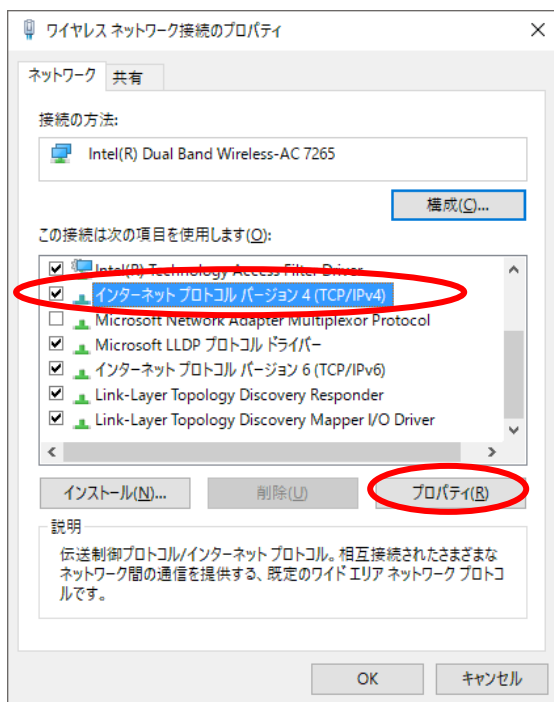 ワイヤレス ネットワーク接続のプロパティ
ネットワーク 共有
接続の方法:
Intel(R) Dual Band Wireless-AC 7265
構成(C)...
この接続は次の項目を使用します(O):
Intel(R) Technology Access Filter Driver
インターネット プロトコル バージョン 4 (TCP/IPv4)
Microsoft Network Adapter Multiplexor Protocol
Microsoft LLDP プロトコル ドライバー
インターネット プロトコル バージョン 6 (TCP/IPv6)
Link-Layer Topology Discovery Responder
Link-Layer Topology Discovery Mapper I/O Driver
インストール(N)... 削除(U) プロパティ(R)
説明
伝送制御プロトコル/インターネット プロトコル。相互接続されたさまざまな
ネットワーク間の通信を提供する、既定のワイド エリア ネットワーク プロトコ
ルです。
OK キャンセル